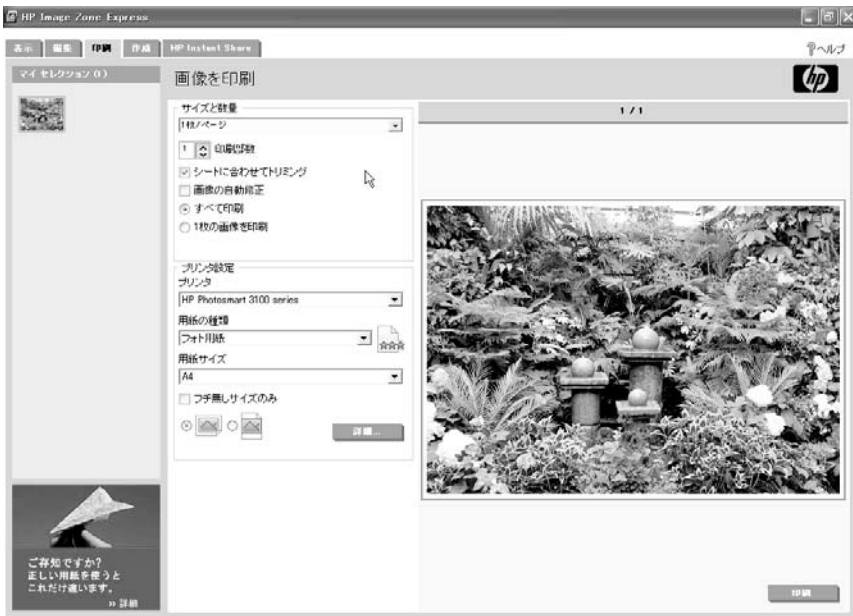 HP Image Zone Express
表示 編集 印刷 作成 HP Instant Share
ヘルプ
マイ セレクション (1)
画像を印刷
hp
サイズと数量
1枚/ページ
1 印刷部数
シートに合わせてトリミング
画像の自動修正
すべて印刷
1枚の画像を印刷
プリンタ設定
プリンタ
HP Photosmart 3100 series
用紙の種類
フォト用紙
用紙サイズ
A4
フチ無しサイズのみ
詳細...
1 / 1
ご存知ですか?
正しい用紙を使うと
これだけ違います。
>> 詳細
印刷